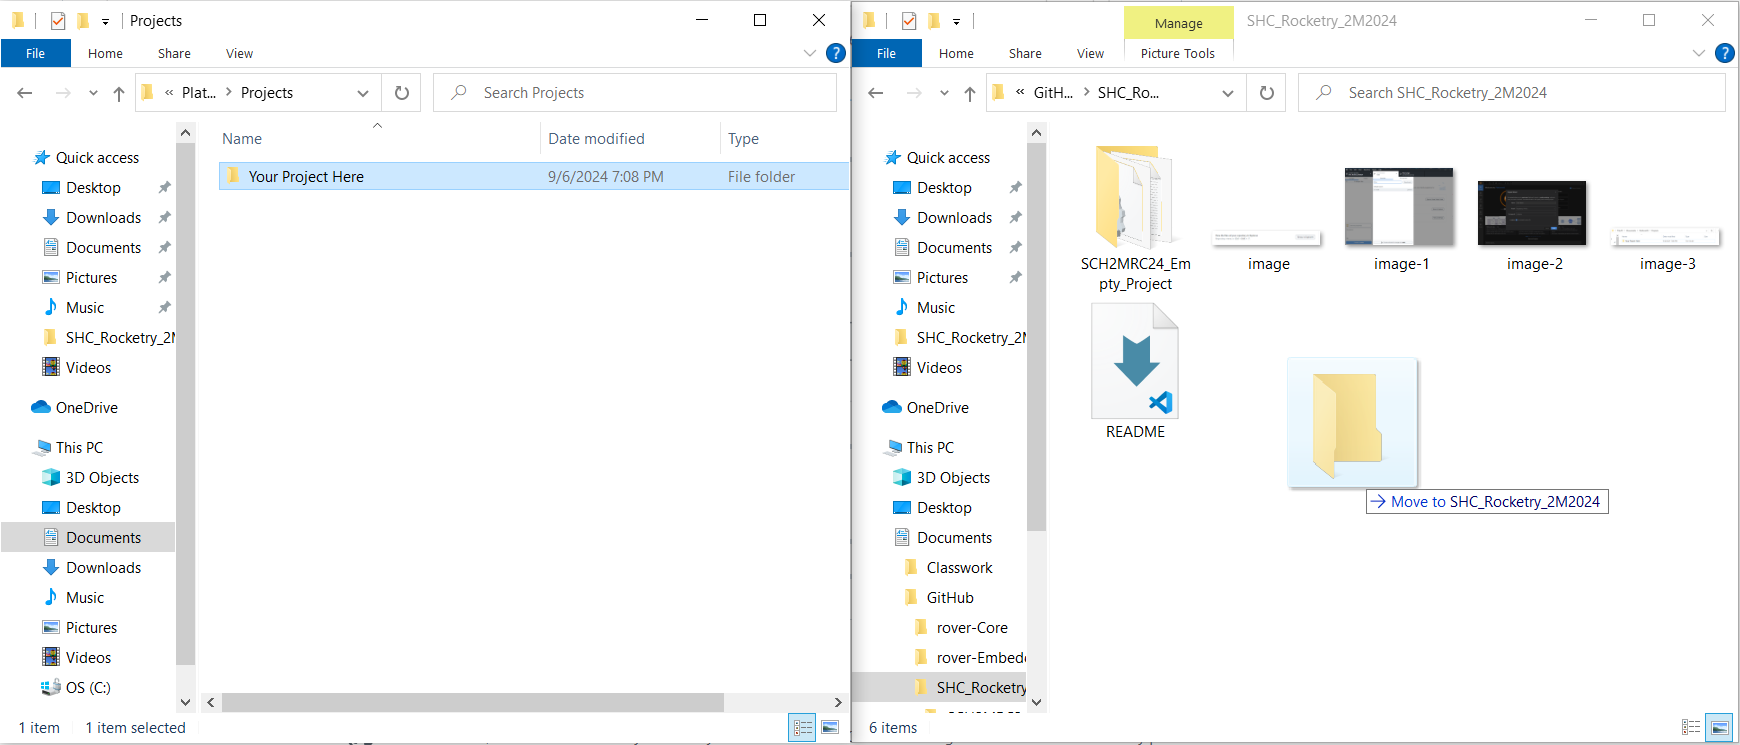 Projects
File
Home
Share
View
?
« Plat... > Projects
Search Projects
Name
Date modified
Type
Your Project Here
9/6/2024 7:08 PM
File folder
Quick access
Desktop
Downloads
Documents
Pictures
Music
SHC_Rocketry_2M
Videos
OneDrive
This PC
3D Objects
Desktop
Documents
Downloads
Music
Pictures
Videos
OS (C:)
1 item
1 item selected
Manage
SHC_Rocketry_2M2024
File
Home
Share
View
Picture Tools
?
« GitH... > SHC_Ro...
Search SHC_Rocketry_2M2024
Quick access
Desktop
Downloads
Documents
Pictures
Music
SHC_Rocketry_2M
Videos
OneDrive
This PC
3D Objects
Desktop
Documents
Classwork
GitHub
rover-Core
rover-Embed
SHC_Rocketry
SCH2MRC24_Em
pty_Project
image
image-1
image-2
image-3
README
Move to SHC_Rocketry_2M2024
6 items